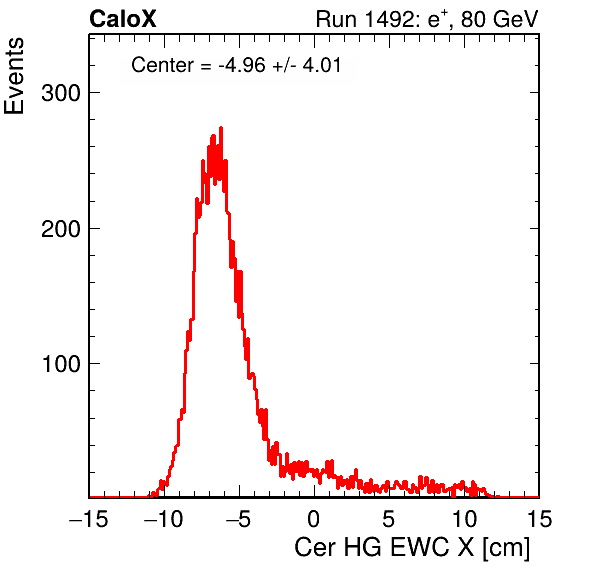 CaloX Run 1492: e⁺, 80 GeV
Center = -4.96 +/- 4.01
Events
300
200
100
−15 −10 −5 0 5 10 15
Cer HG EWC X [cm]